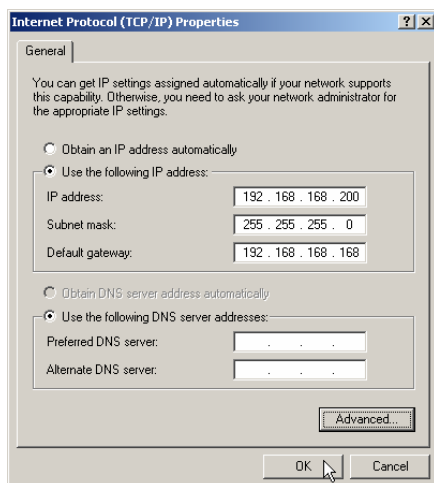 Internet Protocol (TCP/IP) Properties
General
You can get IP settings assigned automatically if your network supports
this capability. Otherwise, you need to ask your network administrator for
the appropriate IP settings.
Obtain an IP address automatically
Use the following IP address:
IP address: 192 . 168 . 168 . 200
Subnet mask: 255 . 255 . 255 . 0
Default gateway: 192 . 168 . 168 . 168
Obtain DNS server address automatically
Use the following DNS server addresses:
Preferred DNS server: . . .
Alternate DNS server: . . .
Advanced...
OK Cancel